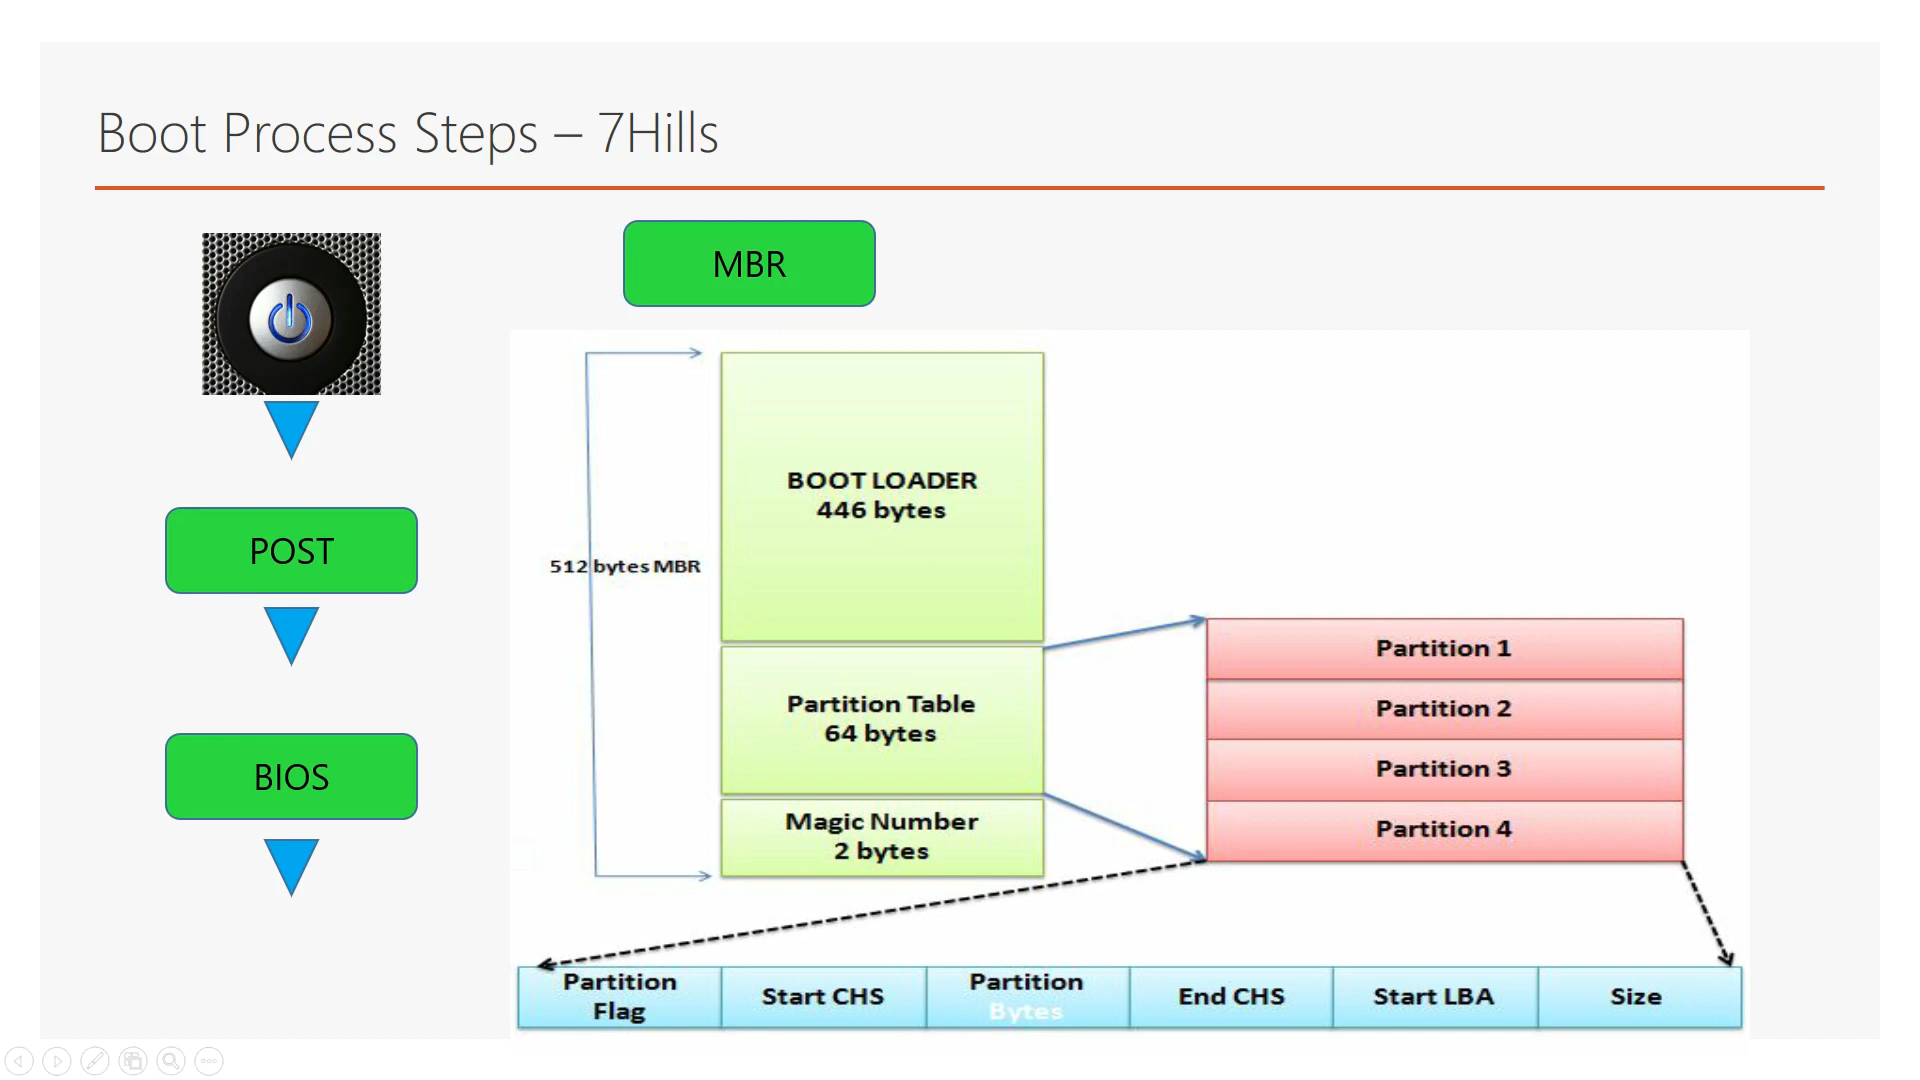 Boot Process Steps – 7Hills
MBR
POST
BIOS
512 bytes MBR
BOOT LOADER
446 bytes
Partition Table
64 bytes
Magic Number
2 bytes
Partition 1
Partition 2
Partition 3
Partition 4
Partition
Flag
Start CHS
Partition
Bytes
End CHS
Start LBA
Size